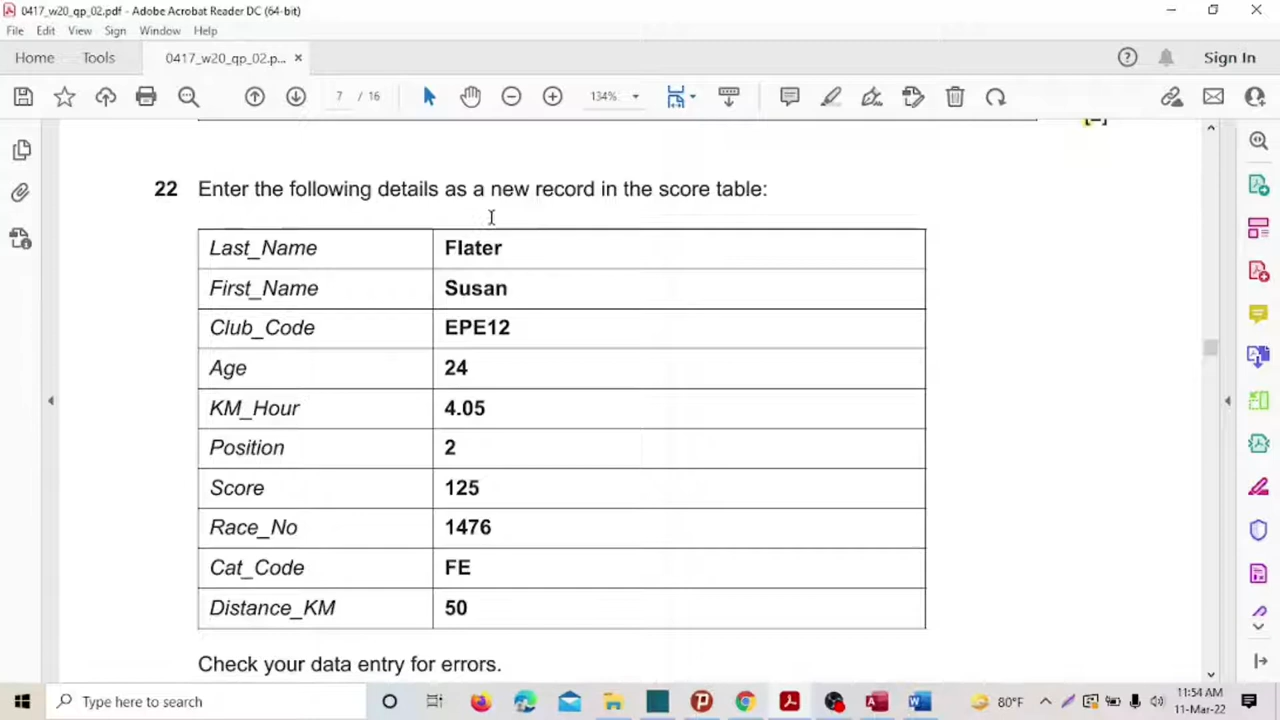 0417_w20_qp_02.pdf - Adobe Acrobat Reader DC (64-bit)
File Edit View Sign Window Help
Home Tools 0417_w20_qp_02.p... × Sign In
7 / 16 134%
22 Enter the following details as a new record in the score table:
Last_Name Flater
First_Name Susan
Club_Code EPE12
Age 24
KM_Hour 4.05
Position 2
Score 125
Race_No 1476
Cat_Code FE
Distance_KM 50
Check your data entry for errors.
Type here to search 80°F 11:54 AM
11-Mar-22